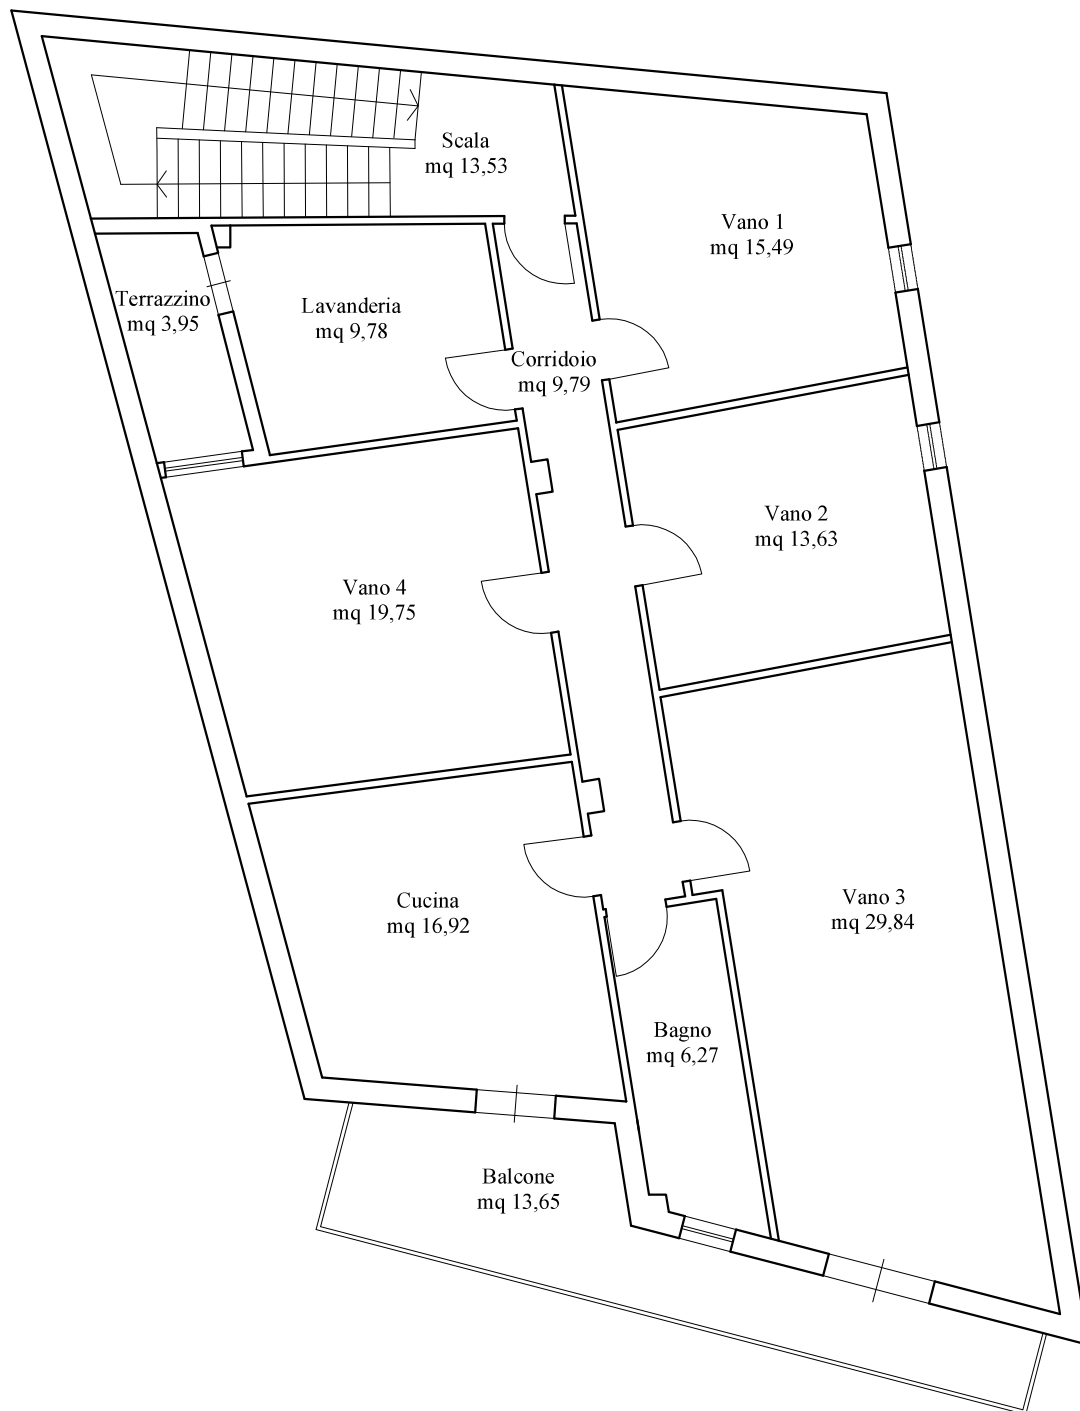 Scala
mq 13,53
Vano 1
mq 15,49
Terrazzino
mq 3,95
Lavanderia
mq 9,78
Corridoio
mq 9,79
Vano 2
mq 13,63
Vano 4
mq 19,75
Cucina
mq 16,92
Vano 3
mq 29,84
Bagno
mq 6,27
Balcone
mq 13,65